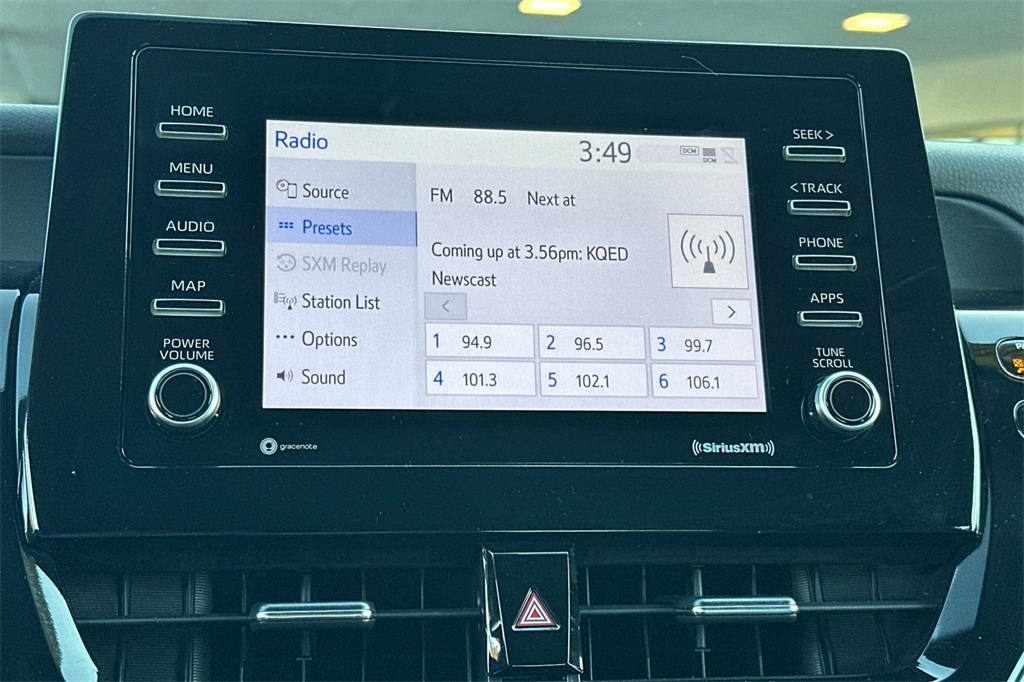 HOME
MENU
AUDIO
MAP
POWER
VOLUME
Radio
3:49
DCM
DCM
Source
Presets
SXM Replay
Station List
Options
Sound
FM 88.5 Next at
Coming up at 3.56pm: KQED
Newscast
< >
1 94.9
2 96.5
3 99.7
4 101.3
5 102.1
6 106.1
SEEK >
< TRACK
PHONE
APPS
TUNE
SCROLL
gracenote
((SiriusXM))